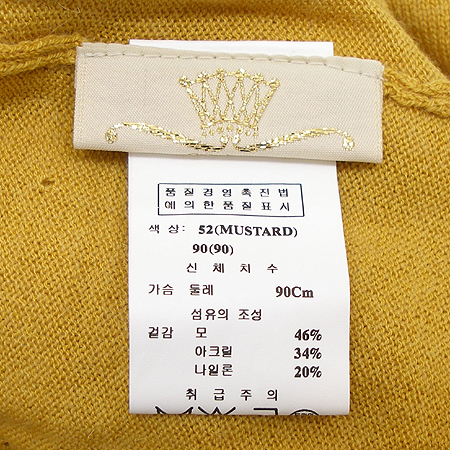 품질경영촉진법
에의한품질표시
색 상: 52(MUSTARD)
90(90)
신체치수
가슴 둘레 90Cm
섬유의 조성
겉감 모 46%
아크릴 34%
나일론 20%
취급주의